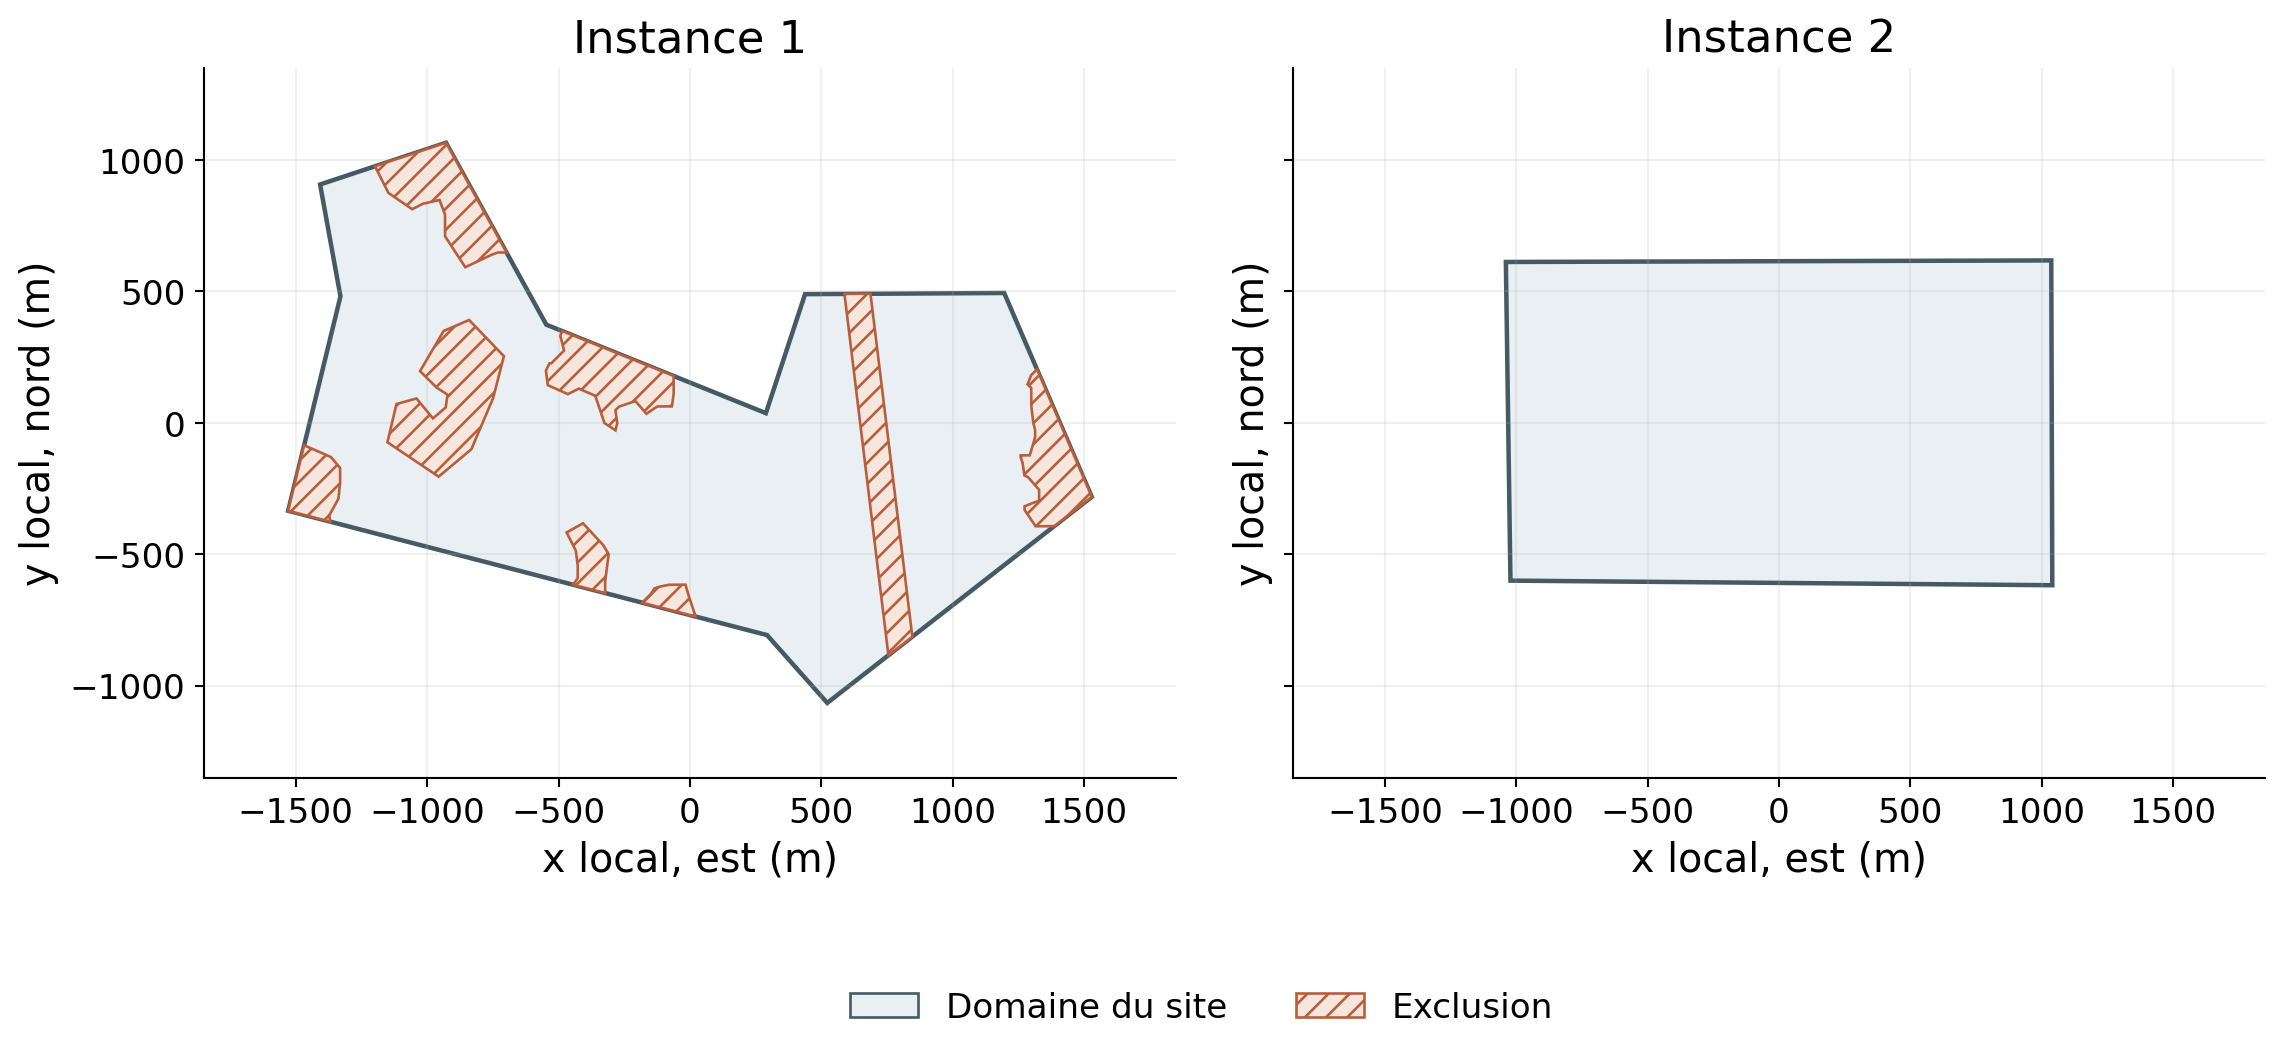 Instance 1
Instance 2
y local, nord (m)
1000
500
0
−500
−1000
−1500 −1000 −500 0 500 1000 1500
x local, est (m)
y local, nord (m)
−1500 −1000 −500 0 500 1000 1500
x local, est (m)
Domaine du site
Exclusion